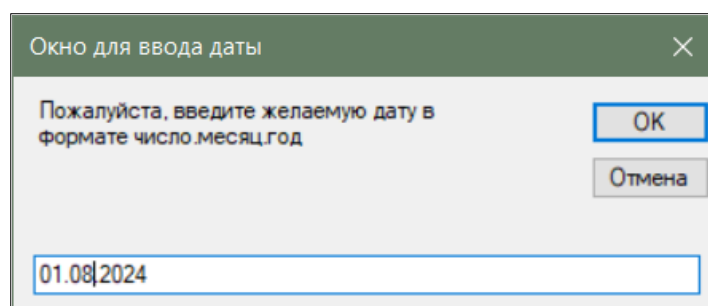 Окно для ввода даты
Пожалуйста, введите желаемую дату в
формате число.месяц.год
OK
Отмена
01.08.2024